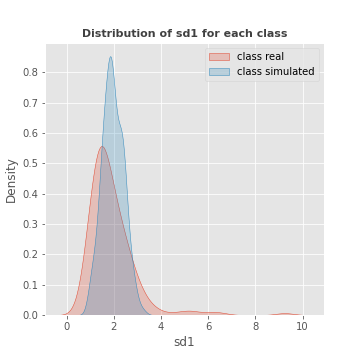 Distribution of sd1 for each class
class real
class simulated
Density
0.8
0.7
0.6
0.5
0.4
0.3
0.2
0.1
0.0
0 2 4 6 8 10
sd1